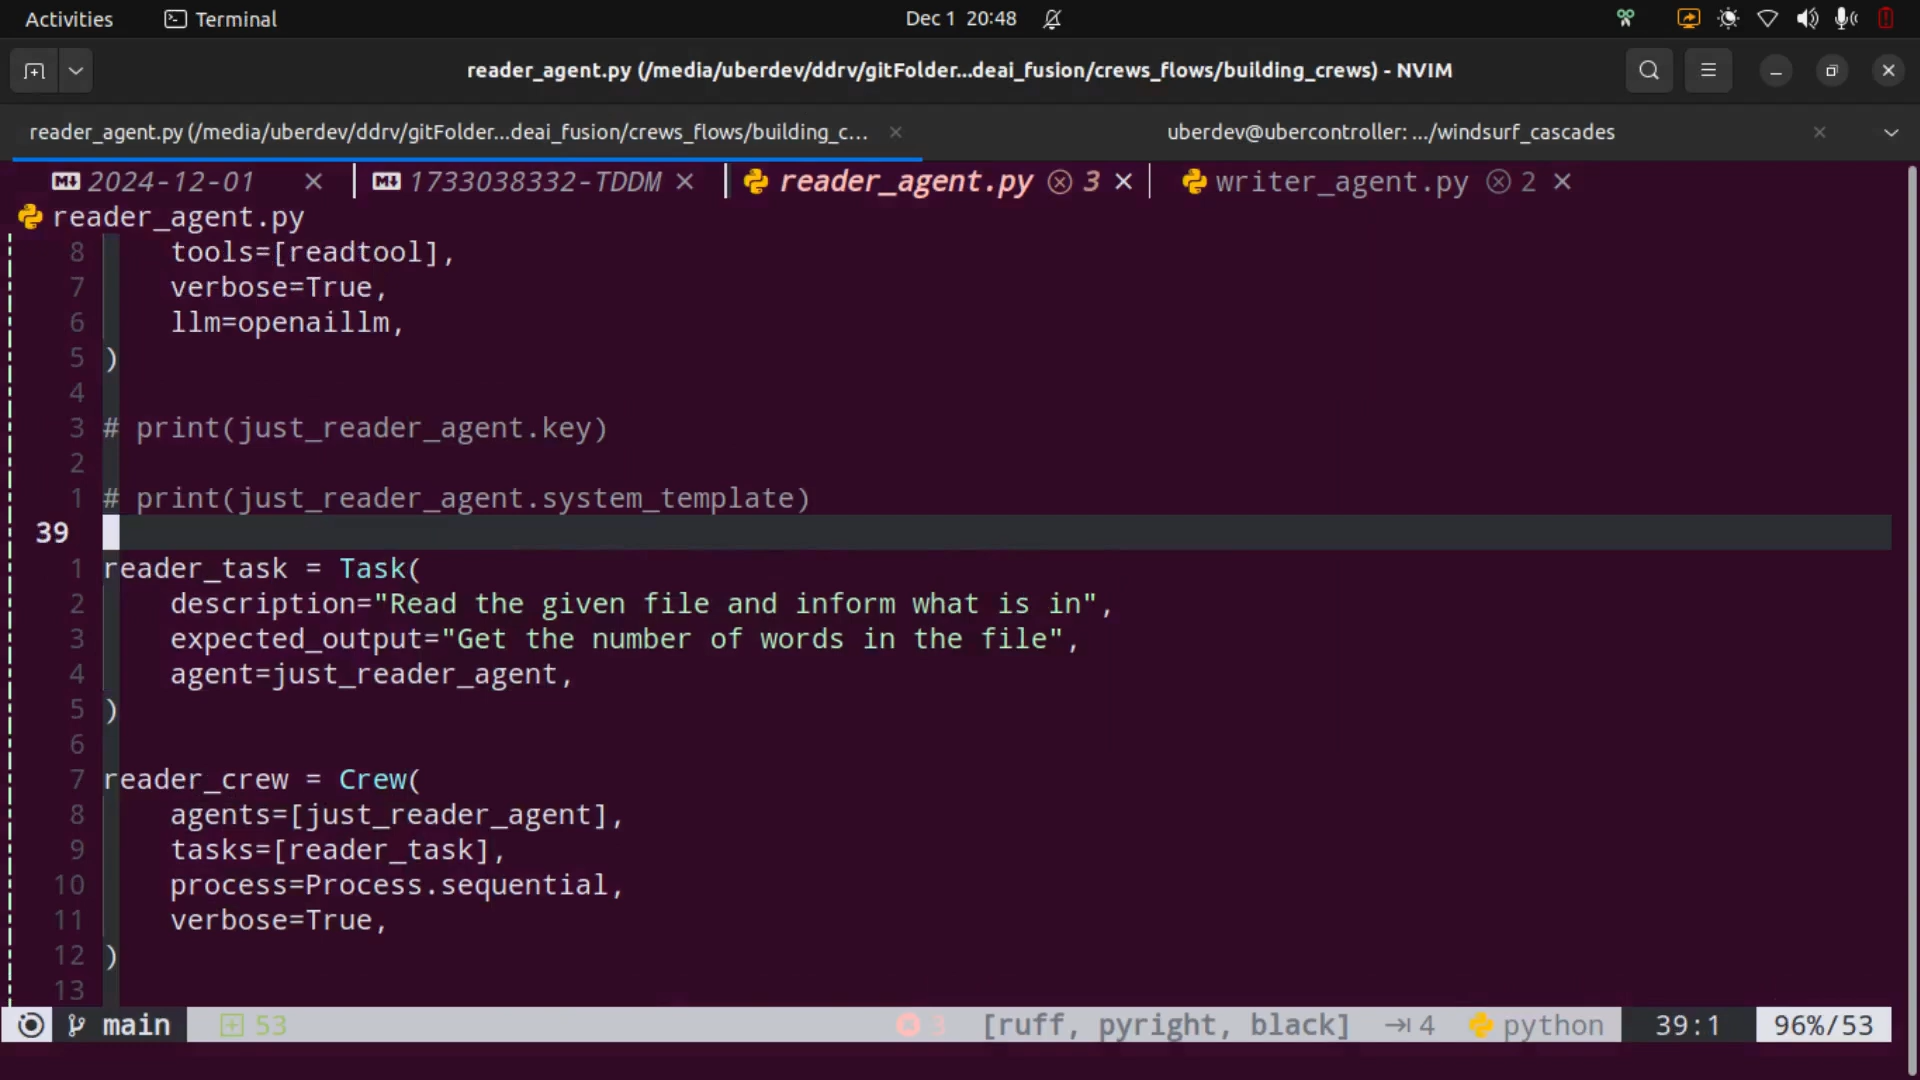 Activities Terminal Dec 1 20:48
reader_agent.py (/media/uberdev/ddrv/gitFolder...deai_fusion/crews_flows/building_crews) - NVIM
reader_agent.py (/media/uberdev/ddrv/gitFolder...deai_fusion/crews_flows/building_c... × uberdev@ubercontroller: .../windsurf_cascades ×
M↓ 2024-12-01 × M↓ 1733038332-TDDM × reader_agent.py 3 × writer_agent.py 2 ×
reader_agent.py
8 tools=[readtool],
7 verbose=True,
6 llm=openaillm,
5 )
4
3 # print(just_reader_agent.key)
2
1 # print(just_reader_agent.system_template)
39
1 reader_task = Task(
2 description="Read the given file and inform what is in",
3 expected_output="Get the number of words in the file",
4 agent=just_reader_agent,
5 )
6
7 reader_crew = Crew(
8 agents=[just_reader_agent],
9 tasks=[reader_task],
10 process=Process.sequential,
11 verbose=True,
12 )
13
main 53 3 [ruff, pyright, black] 4 python 39:1 96%/53